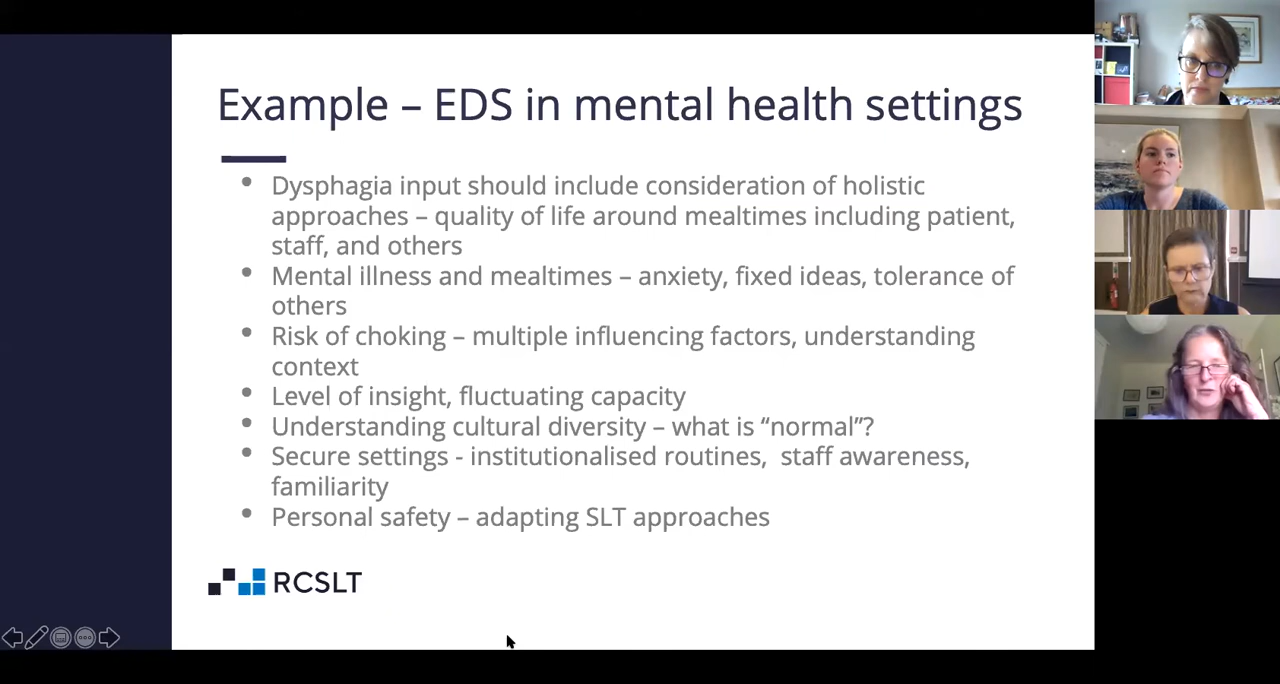 Example – EDS in mental health settings
• Dysphagia input should include consideration of holistic
approaches – quality of life around mealtimes including patient,
staff, and others
• Mental illness and mealtimes – anxiety, fixed ideas, tolerance of
others
• Risk of choking – multiple influencing factors, understanding
context
• Level of insight, fluctuating capacity
• Understanding cultural diversity – what is “normal”?
• Secure settings - institutionalised routines,  staff awareness,
familiarity
• Personal safety – adapting SLT approaches
RCSLT